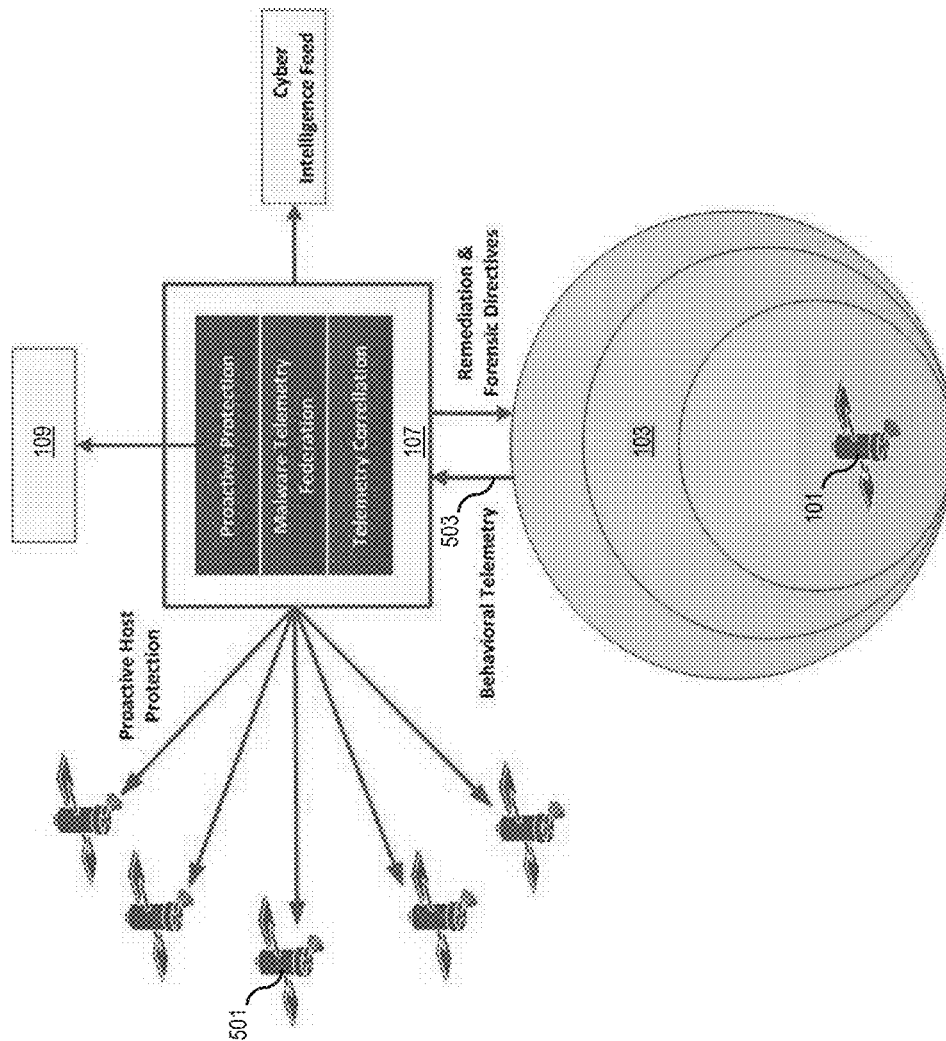 501
Proactive Host
Protection
503
Behavioral Telemetry
Proactive Protection
Malware Telemetry
Federation
Telemetry Correllation
107
109
Remediation &
Forensic Directives
103
101
Cyber
Intelligence Feed